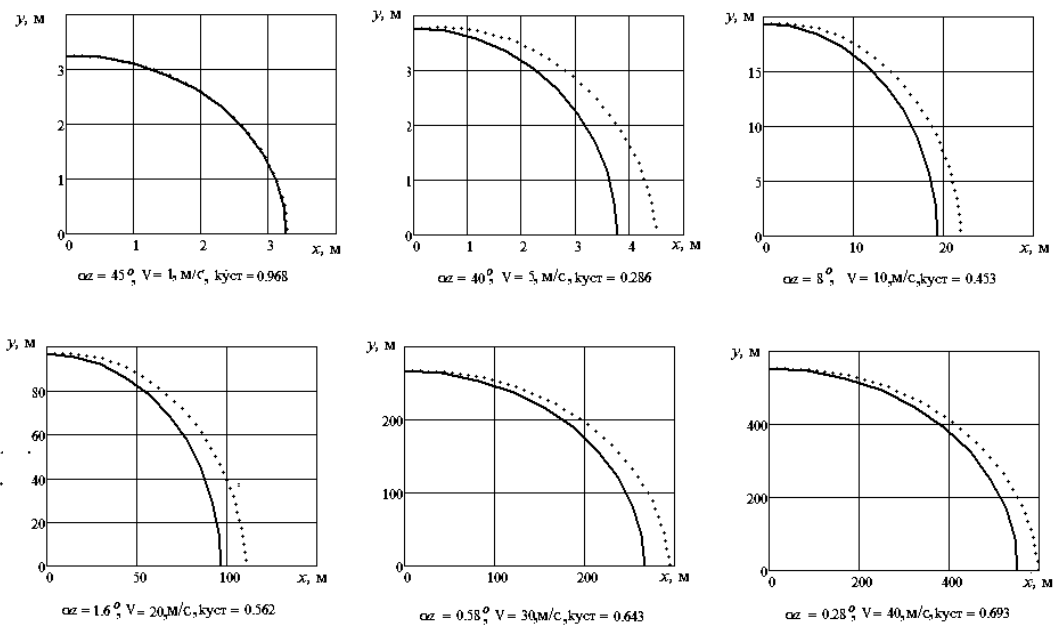 y, м
3
2
1
0
0 1 2 3 x, м
αz = 45°, V = 1, м/с, kуст = 0.968
y, м
3
2
1
0
0 1 2 3 4 x, м
αz = 40°, V = 5, м/с, kуст = 0.286
y, м
15
10
5
0
0 10 20 x, м
αz = 8°, V = 10,м/с,kуст = 0.453
y, м
80
60
40
20
0
0 50 100 x, м
αz = 1.6°, V = 20,м/с,kуст = 0.562
y, м
200
100
0
0 100 200 x, м
αz = 0.58°, V = 30,м/с,kуст = 0.643
y, м
400
200
0
0 200 400 x, м
αz = 0.28°, V = 40,м/с,kуст = 0.693